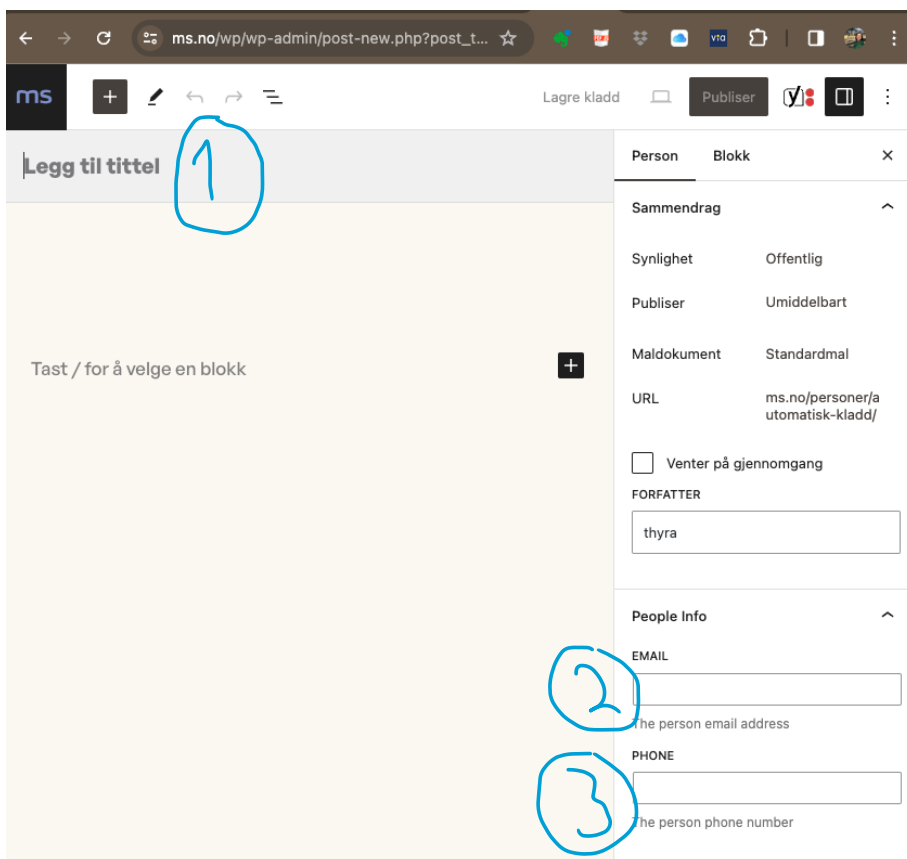 ms.no/wp/wp-admin/post-new.php?post_t...
VTO
ms
Lagre kladd
Publiser
Legg til tittel
1
Person Blokk
Sammendrag
Synlighet Offentlig
Publiser Umiddelbart
Maldokument Standardmal
URL ms.no/personer/a
utomatisk-kladd/
Tast / for å velge en blokk
Venter på gjennomgang
FORFATTER
thyra
People Info
EMAIL
2
The person email address
PHONE
3
The person phone number